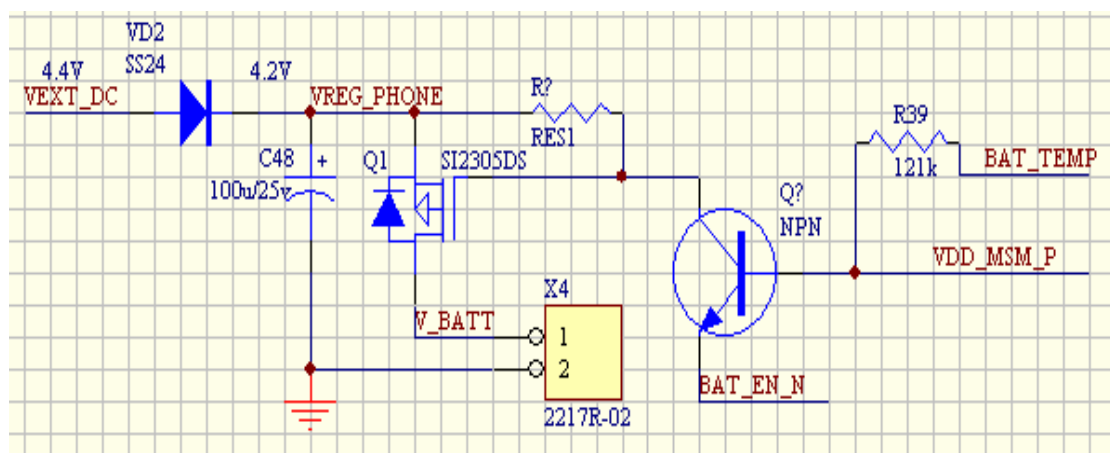 VD2
SS24
4.4V
4.2V
VEXT_DC
VREG_PHONE
R?
RES1
C48
+
100u/25v
Q1
SI2305DS
R39
121k
BAT_TEMP
Q?
NPN
VDD_MSM_P
X4
V_BATT
1
2
BAT_EN_N
2217R-02